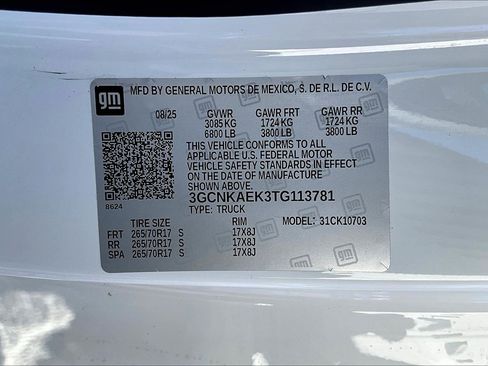 MFD BY GENERAL MOTORS DE MEXICO, S. DE R.L. DE C.V.
gm
08/25 GVWR GAWR FRT GAWR RR
3085 KG 1724 KG 1724 KG
6800 LB 3800 LB 3800 LB
THIS VEHICLE CONFORMS TO ALL
APPLICABLE U.S. FEDERAL MOTOR
VEHICLE SAFETY STANDARDS IN EFFECT
ON THE DATE OF MANUFACTURE
SHOWN ABOVE.
8624
3GCNKAEK3TG113781
TYPE: TRUCK
TIRE SIZE RIM MODEL: 31CK10703
FRT 265/70R17 S 17X8J
RR 265/70R17 S 17X8J
SPA 265/70R17 S 17X8J